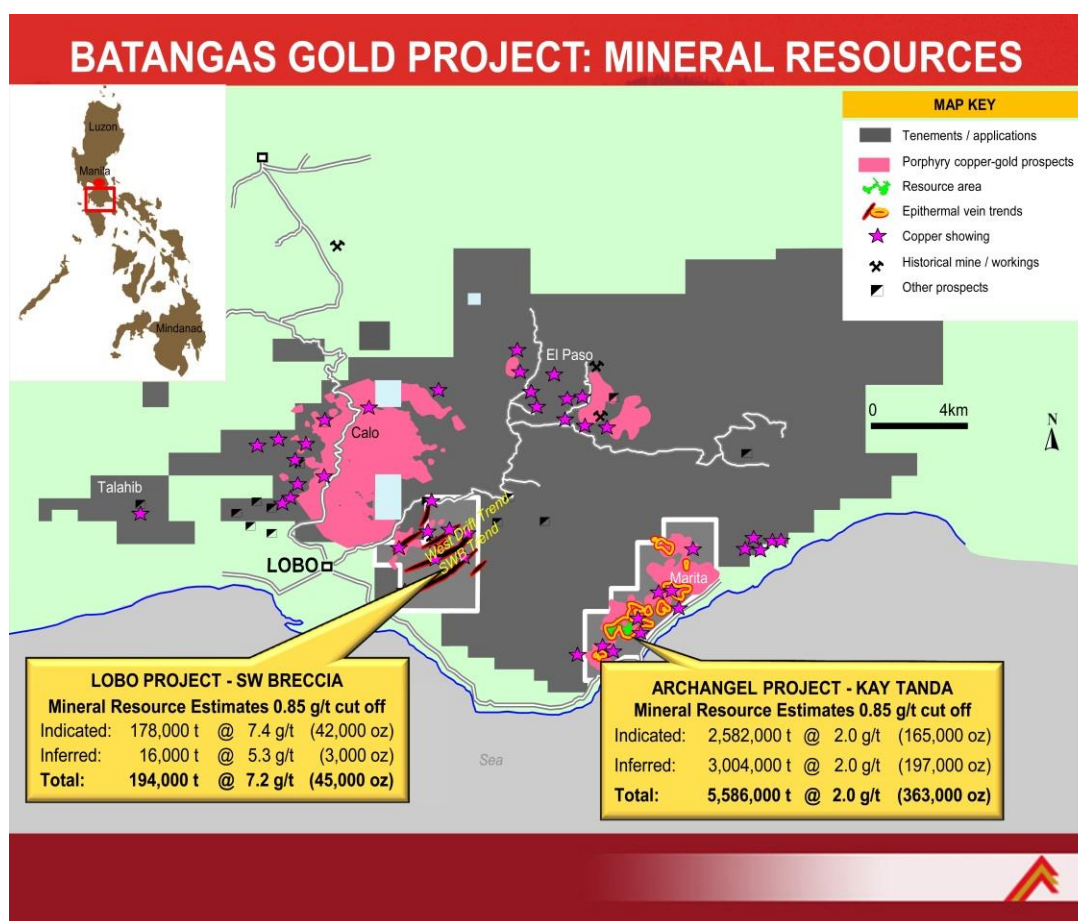 BATANGAS GOLD PROJECT: MINERAL RESOURCES
Luzon
Manila
Mindanao
MAP KEY
Tenements / applications
Porphyry copper-gold prospects
Resource area
Epithermal vein trends
Copper showing
Historical mine / workings
Other prospects
El Paso
0 4km
N
Calo
Talahib
West Drift Trend
SWB Trend
LOBO
Marita
LOBO PROJECT - SW BRECCIA
Mineral Resource Estimates 0.85 g/t cut off
Indicated: 178,000 t @ 7.4 g/t (42,000 oz)
Inferred: 16,000 t @ 5.3 g/t (3,000 oz)
Total: 194,000 t @ 7.2 g/t (45,000 oz)
Sea
ARCHANGEL PROJECT - KAY TANDA
Mineral Resource Estimates 0.85 g/t cut off
Indicated: 2,582,000 t @ 2.0 g/t (165,000 oz)
Inferred: 3,004,000 t @ 2.0 g/t (197,000 oz)
Total: 5,586,000 t @ 2.0 g/t (363,000 oz)